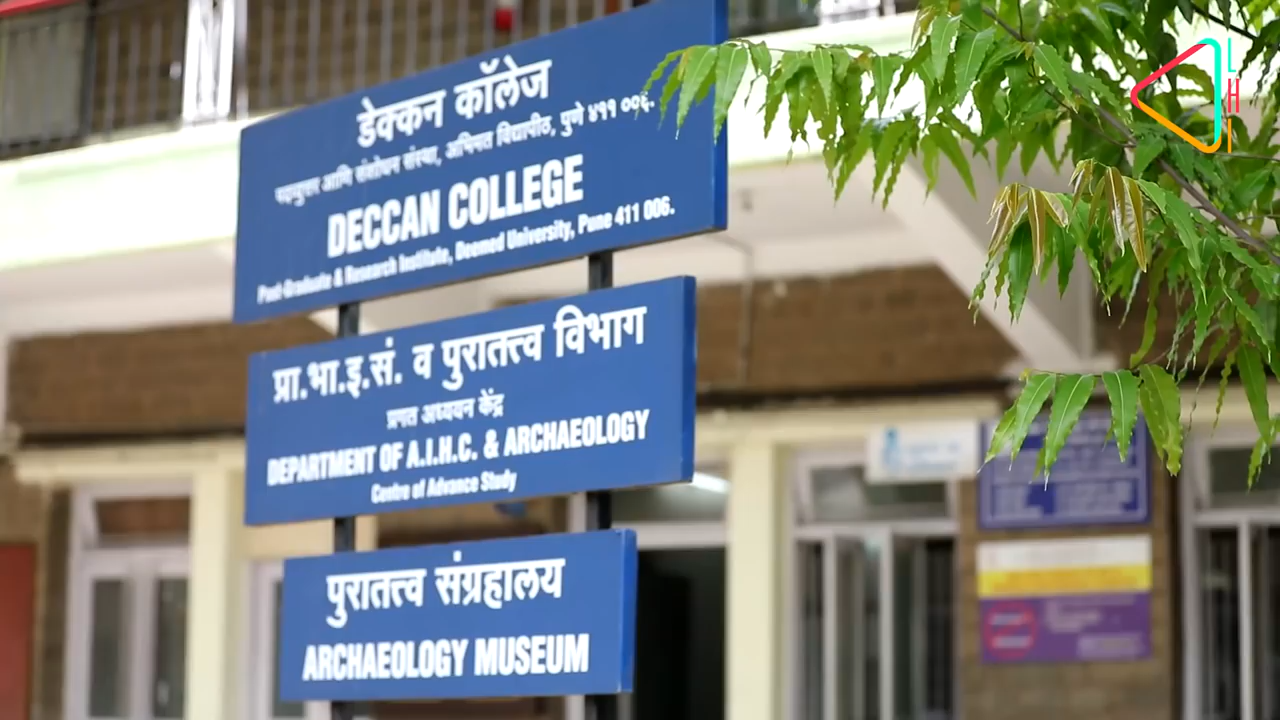 डेक्कन कॉलेज
पदव्युत्तर आणि संशोधन संस्था, अभिमत विद्यापीठ, पुणे ४११ ००६.
DECCAN COLLEGE
Post-Graduate & Research Institute, Deemed University, Pune 411 006.
प्रा.भा.इ.सं. व पुरातत्त्व विभाग
प्रगत अध्ययन केंद्र
DEPARTMENT OF A.I.H.C. & ARCHAEOLOGY
Centre of Advance Study
पुरातत्त्व संग्रहालय
ARCHAEOLOGY MUSEUM
LHI